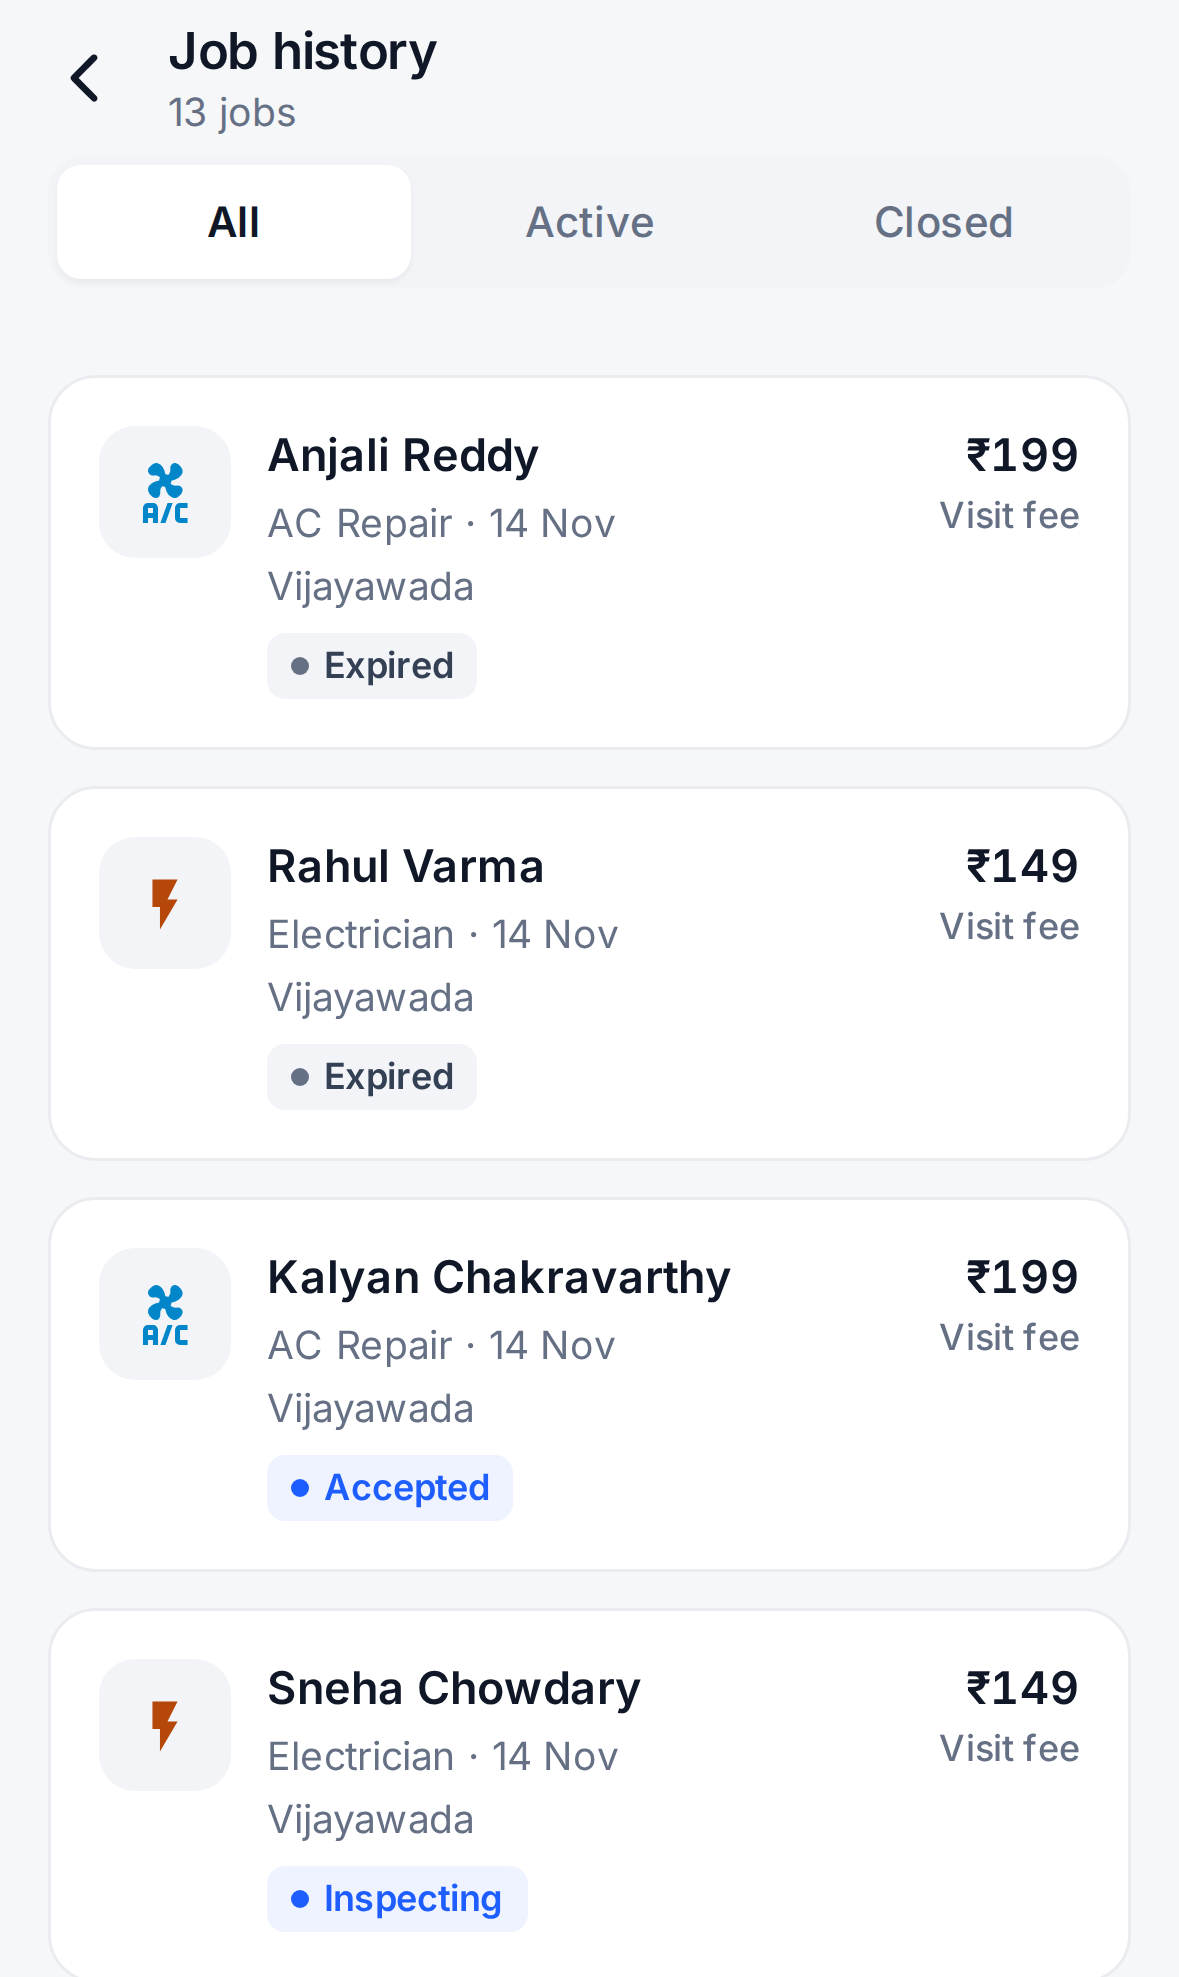 Job history
13 jobs
All
Active
Closed
Anjali Reddy
₹199
AC Repair · 14 Nov
Visit fee
Vijayawada
Expired
A/C
Rahul Varma
₹149
Electrician · 14 Nov
Visit fee
Vijayawada
Expired
Kalyan Chakravarthy
₹199
AC Repair · 14 Nov
Visit fee
Vijayawada
Accepted
A/C
Sneha Chowdary
₹149
Electrician · 14 Nov
Visit fee
Vijayawada
Inspecting